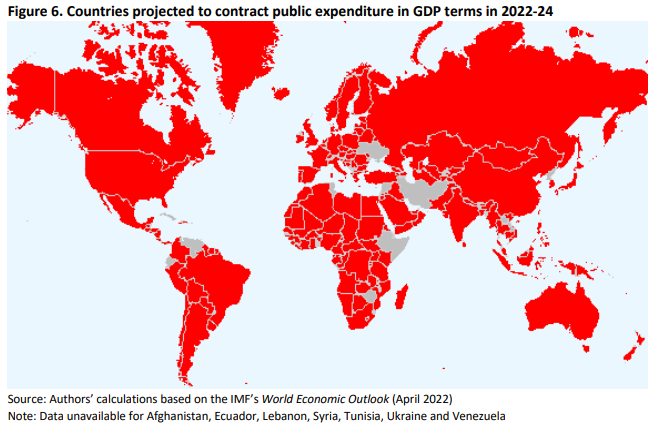 Figure 6. Countries projected to contract public expenditure in GDP terms in 2022-24
Source: Authors' calculations based on the IMF's World Economic Outlook (April 2022)
Note: Data unavailable for Afghanistan, Ecuador, Lebanon, Syria, Tunisia, Ukraine and Venezuela